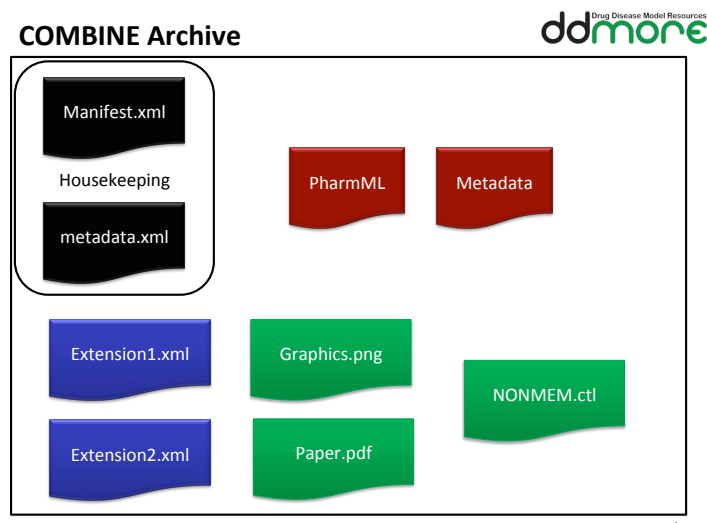 COMBINE Archive
Drug Disease Model Resources
ddmore
Manifest.xml
Housekeeping
metadata.xml
PharmML
Metadata
Extension1.xml
Graphics.png
NONMEM.ctl
Extension2.xml
Paper.pdf